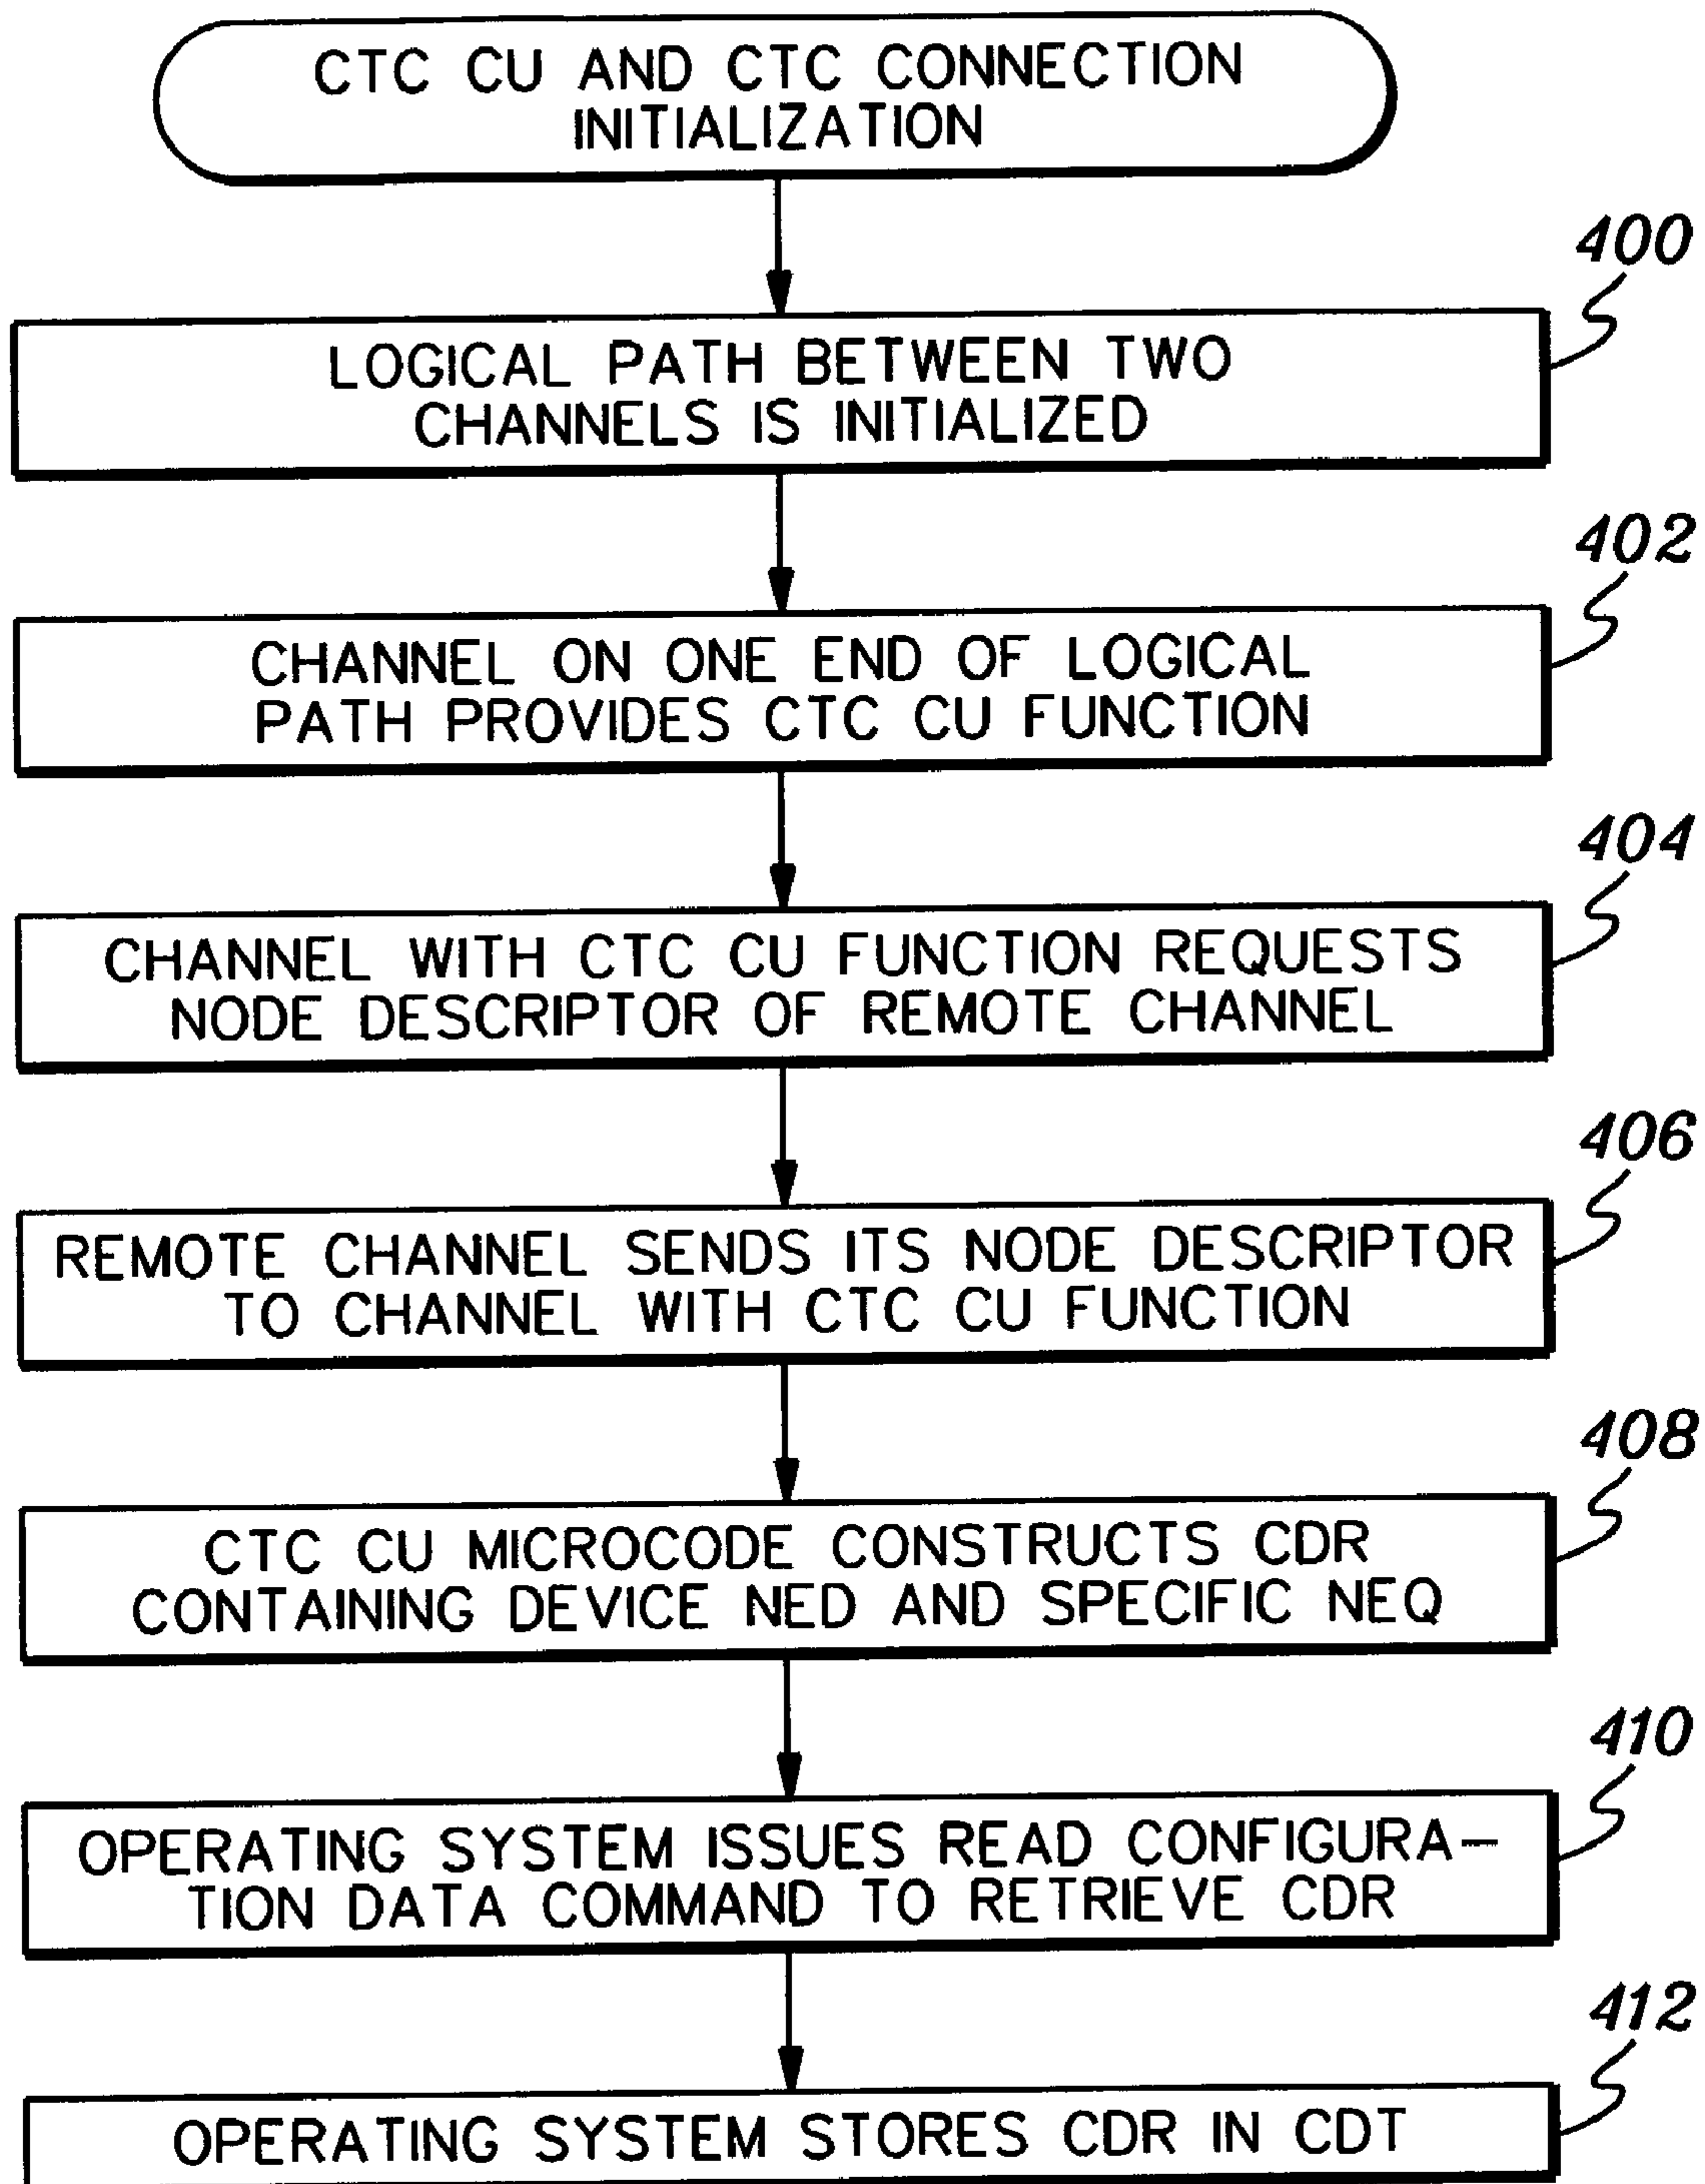 CTC CU AND CTC CONNECTION
INITIALIZATION
400
LOGICAL PATH BETWEEN TWO
CHANNELS IS INITIALIZED
402
CHANNEL ON ONE END OF LOGICAL
PATH PROVIDES CTC CU FUNCTION
404
CHANNEL WITH CTC CU FUNCTION REQUESTS
NODE DESCRIPTOR OF REMOTE CHANNEL
406
REMOTE CHANNEL SENDS ITS NODE DESCRIPTOR
TO CHANNEL WITH CTC CU FUNCTION
408
CTC CU MICROCODE CONSTRUCTS CDR
CONTAINING DEVICE NED AND SPECIFIC NEQ
410
OPERATING SYSTEM ISSUES READ CONFIGURA-
TION DATA COMMAND TO RETRIEVE CDR
412
OPERATING SYSTEM STORES CDR IN CDT